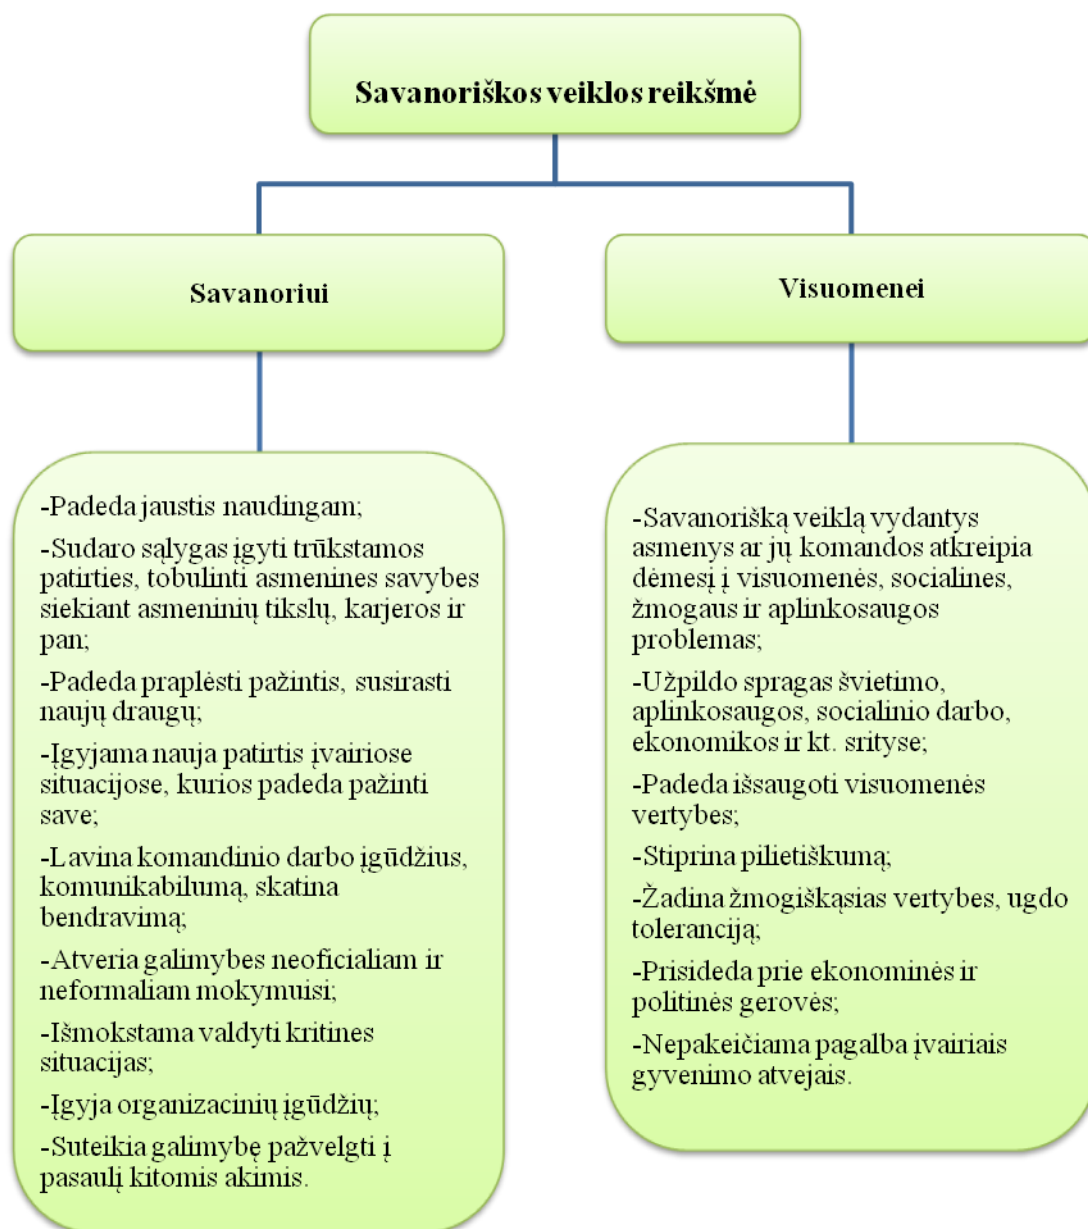 Savanoriškos veiklos reikšmė
Savanoriui
-Padeda jaustis naudingam;
-Sudaro sąlygas įgyti trūkstamos
patirties, tobulinti asmenines savybes
siekiant asmeninių tikslų, karjeros ir
pan;
-Padeda praplėsti pažintis, susirasti
naujų draugų;
-Įgyjama nauja patirtis įvairiose
situacijose, kurios padeda pažinti
save;
-Lavina komandinio darbo įgūdžius,
komunikabilumą, skatina
bendravimą;
-Atveria galimybes neoficialiam ir
neformaliam mokymuisi;
-Išmokstama valdyti kritines
situacijas;
-Įgyja organizacinių įgūdžių;
-Suteikia galimybę pažvelgti į
pasaulį kitomis akimis.
Visuomenei
-Savanorišką veiklą vydantys
asmenys ar jų komandos atkreipia
dėmesį į visuomenės, socialines,
žmogaus ir aplinkosaugos
problemas;
-Užpildo spragas švietimo,
aplinkosaugos, socialinio darbo,
ekonomikos ir kt. srityse;
-Padeda išsaugoti visuomenės
vertybes;
-Stiprina pilietiškumą;
-Žadina žmogiškąsias vertybes, ugdo
toleranciją;
-Prisideda prie ekonominės ir
politinės gerovės;
-Nepakeičiama pagalba įvairiais
gyvenimo atvejais.